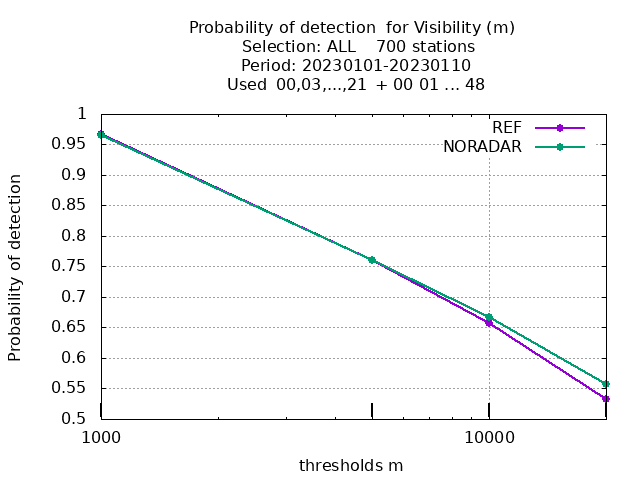 Probability of detection  for Visibility (m)
Selection: ALL    700 stations
Period: 20230101-20230110
Used  00,03,...,21  + 00 01 ... 48
REF
NORADAR
1
0.95
0.9
0.85
0.8
0.75
0.7
0.65
0.6
0.55
0.5
Probability of detection
1000
10000
thresholds m